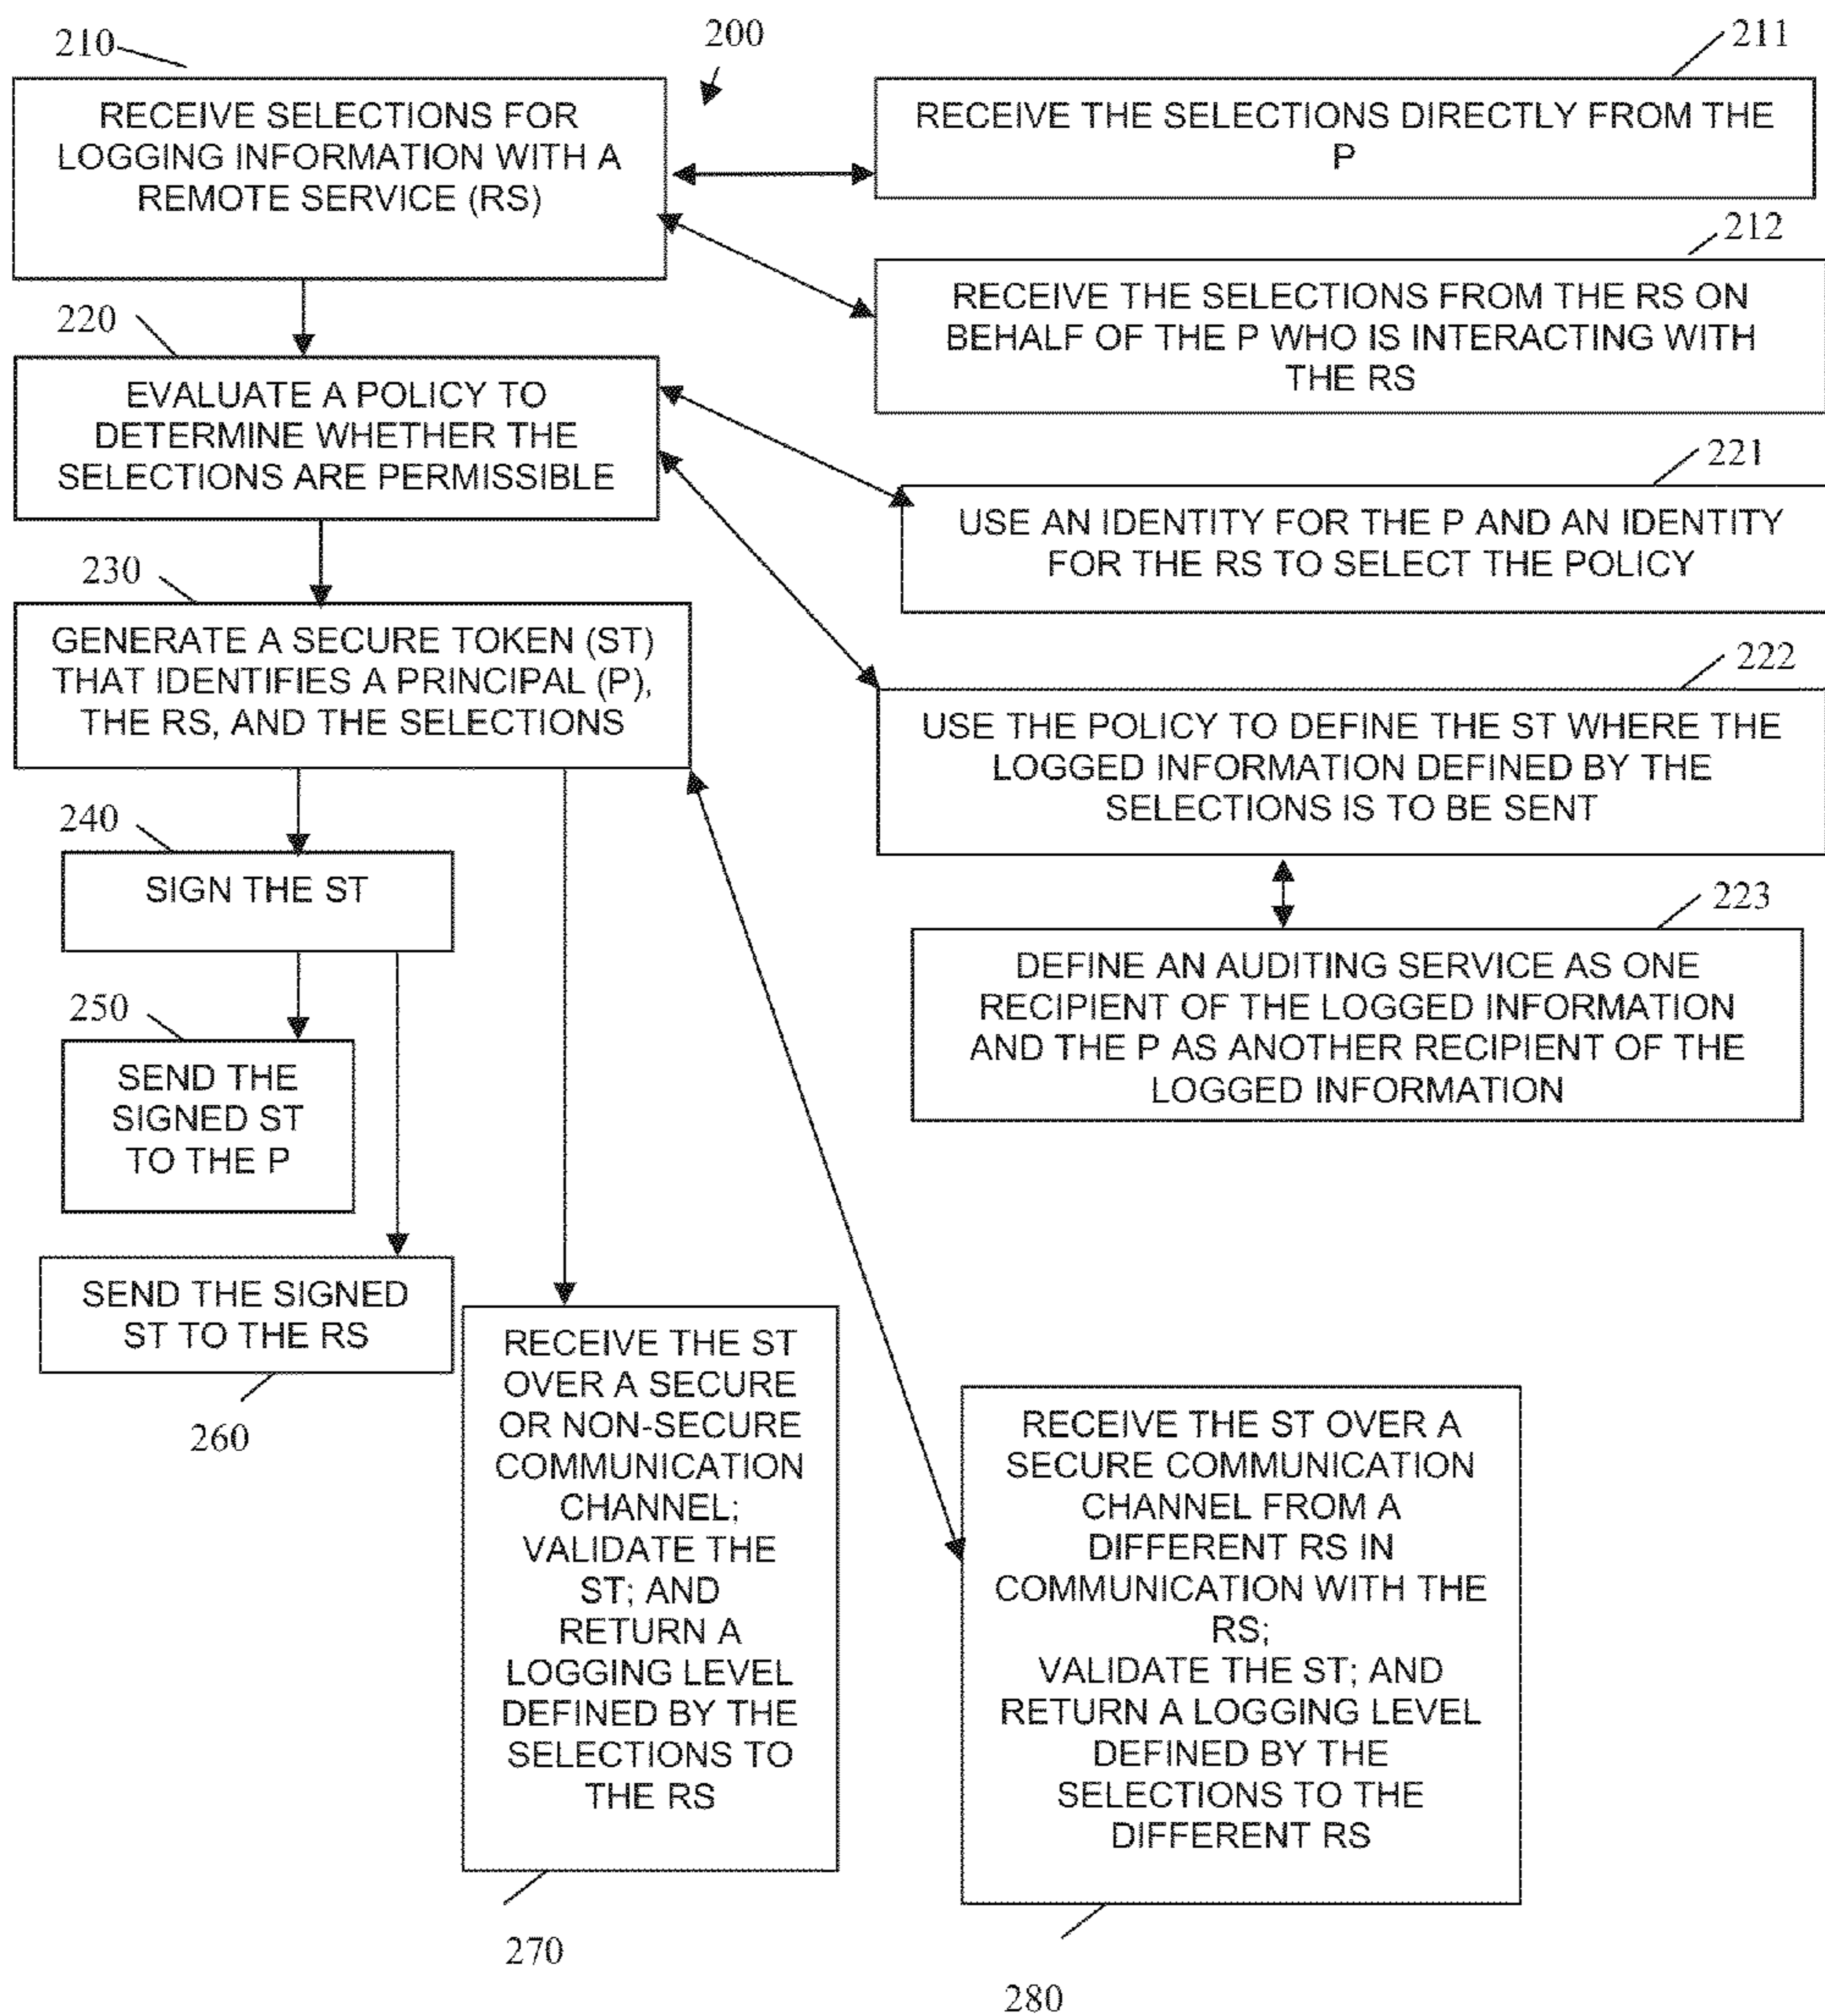 210
200
211
RECEIVE SELECTIONS FOR
LOGGING INFORMATION WITH A
REMOTE SERVICE (RS)
RECEIVE THE SELECTIONS DIRECTLY FROM THE
P
212
RECEIVE THE SELECTIONS FROM THE RS ON
BEHALF OF THE P WHO IS INTERACTING WITH
THE RS
220
EVALUATE A POLICY TO
DETERMINE WHETHER THE
SELECTIONS ARE PERMISSIBLE
221
USE AN IDENTITY FOR THE P AND AN IDENTITY
FOR THE RS TO SELECT THE POLICY
230
GENERATE A SECURE TOKEN (ST)
THAT IDENTIFIES A PRINCIPAL (P),
THE RS, AND THE SELECTIONS
222
USE THE POLICY TO DEFINE THE ST WHERE THE
LOGGED INFORMATION DEFINED BY THE
SELECTIONS IS TO BE SENT
240
SIGN THE ST
223
DEFINE AN AUDITING SERVICE AS ONE
RECIPIENT OF THE LOGGED INFORMATION
AND THE P AS ANOTHER RECIPIENT OF THE
LOGGED INFORMATION
250
SEND THE
SIGNED ST
TO THE P
SEND THE SIGNED
ST TO THE RS
260
RECEIVE THE ST
OVER A SECURE
OR NON-SECURE
COMMUNICATION
CHANNEL;
VALIDATE THE
ST; AND
RETURN A
LOGGING LEVEL
DEFINED BY THE
SELECTIONS TO
THE RS
270
RECEIVE THE ST OVER A
SECURE COMMUNICATION
CHANNEL FROM A
DIFFERENT RS IN
COMMUNICATION WITH THE
RS;
VALIDATE THE ST; AND
RETURN A LOGGING LEVEL
DEFINED BY THE
SELECTIONS TO THE
DIFFERENT RS
280